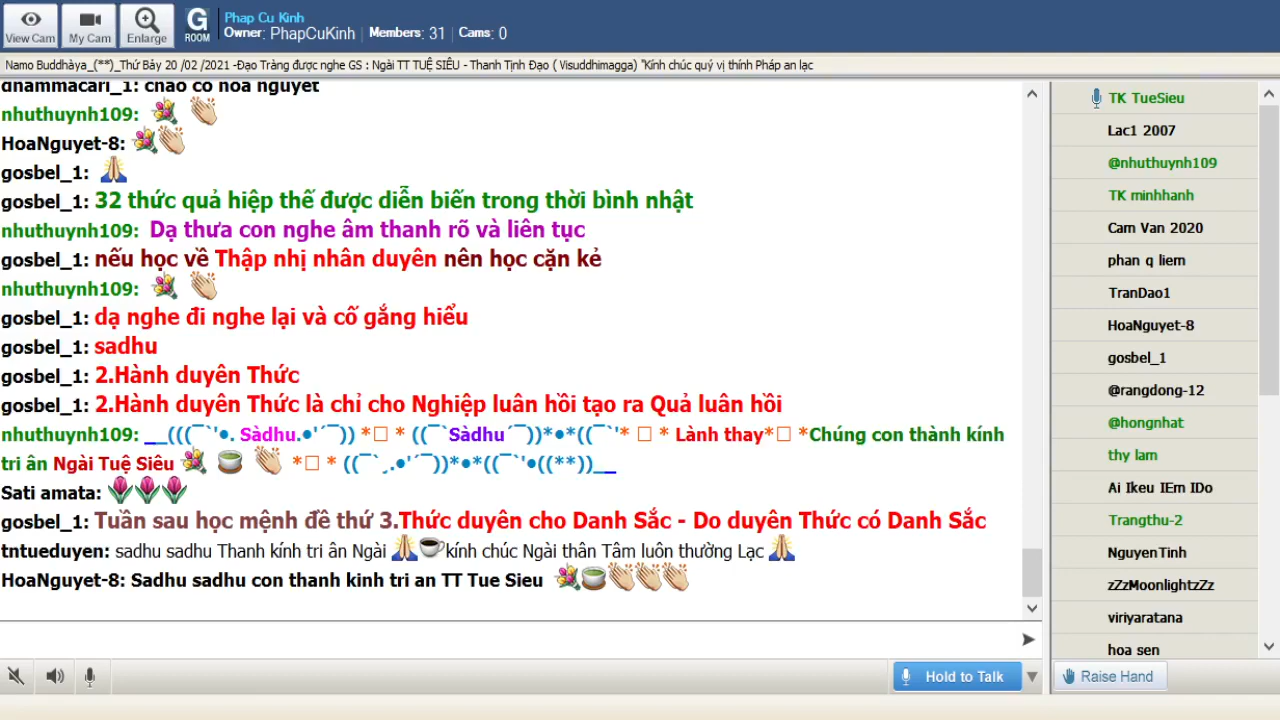 View Cam
My Cam
Enlarge
G ROOM
Phap Cu Kinh
Owner: PhapCuKinh | Members: 31 | Cams: 0
Namo Buddhàya_(**)_Thứ Bảy 20 /02 /2021 -Đạo Tràng được nghe GS : Ngài TT TUỆ SIÊU - Thanh Tịnh Đạo ( Visuddhimagga) "Kính chúc quý vị thính Pháp an lạc
dhammacari_1: chao co hoa nguyet
nhuthuynh109:
HoaNguyet-8:
gosbel_1:
gosbel_1: 32 thức quả hiệp thế được diễn biến trong thời bình nhật
nhuthuynh109: Dạ thưa con nghe âm thanh rõ và liên tục
gosbel_1: nếu học về Thập nhị nhân duyên nên học cặn kẻ
nhuthuynh109:
gosbel_1: dạ nghe đi nghe lại và cố gắng hiểu
gosbel_1: sadhu
gosbel_1: 2.Hành duyên Thức
gosbel_1: 2.Hành duyên Thức là chỉ cho Nghiệp luân hồi tạo ra Quả luân hồi
nhuthuynh109: __(((¯`'•. Sàdhu.•'´¯)) *□ * ((¯`Sàdhu´¯))*•*((¯`'* □ * Lành thay*□ *Chúng con thành kính
tri ân Ngài Tuệ Siêu *□ * ((¯`¸.•'´¯))*•*((¯`'•((**))__
Sati amata:
gosbel_1: Tuần sau học mệnh đề thứ 3.Thức duyên cho Danh Sắc - Do duyên Thức có Danh Sắc
tntueduyen: sadhu sadhu Thanh kính tri ân Ngài kính chúc Ngài thân Tâm luôn thường Lạc
HoaNguyet-8: Sadhu sadhu con thanh kinh tri an TT Tue Sieu
Hold to Talk
TK TueSieu
Lac1 2007
@nhuthuynh109
TK minhhanh
Cam Van 2020
phan q liem
TranDao1
HoaNguyet-8
gosbel_1
@rangdong-12
@hongnhat
thy lam
Ai Ikeu IEm IDo
Trangthu-2
NguyenTinh
zZzMoonlightzZz
viriyaratana
hoa sen
Raise Hand